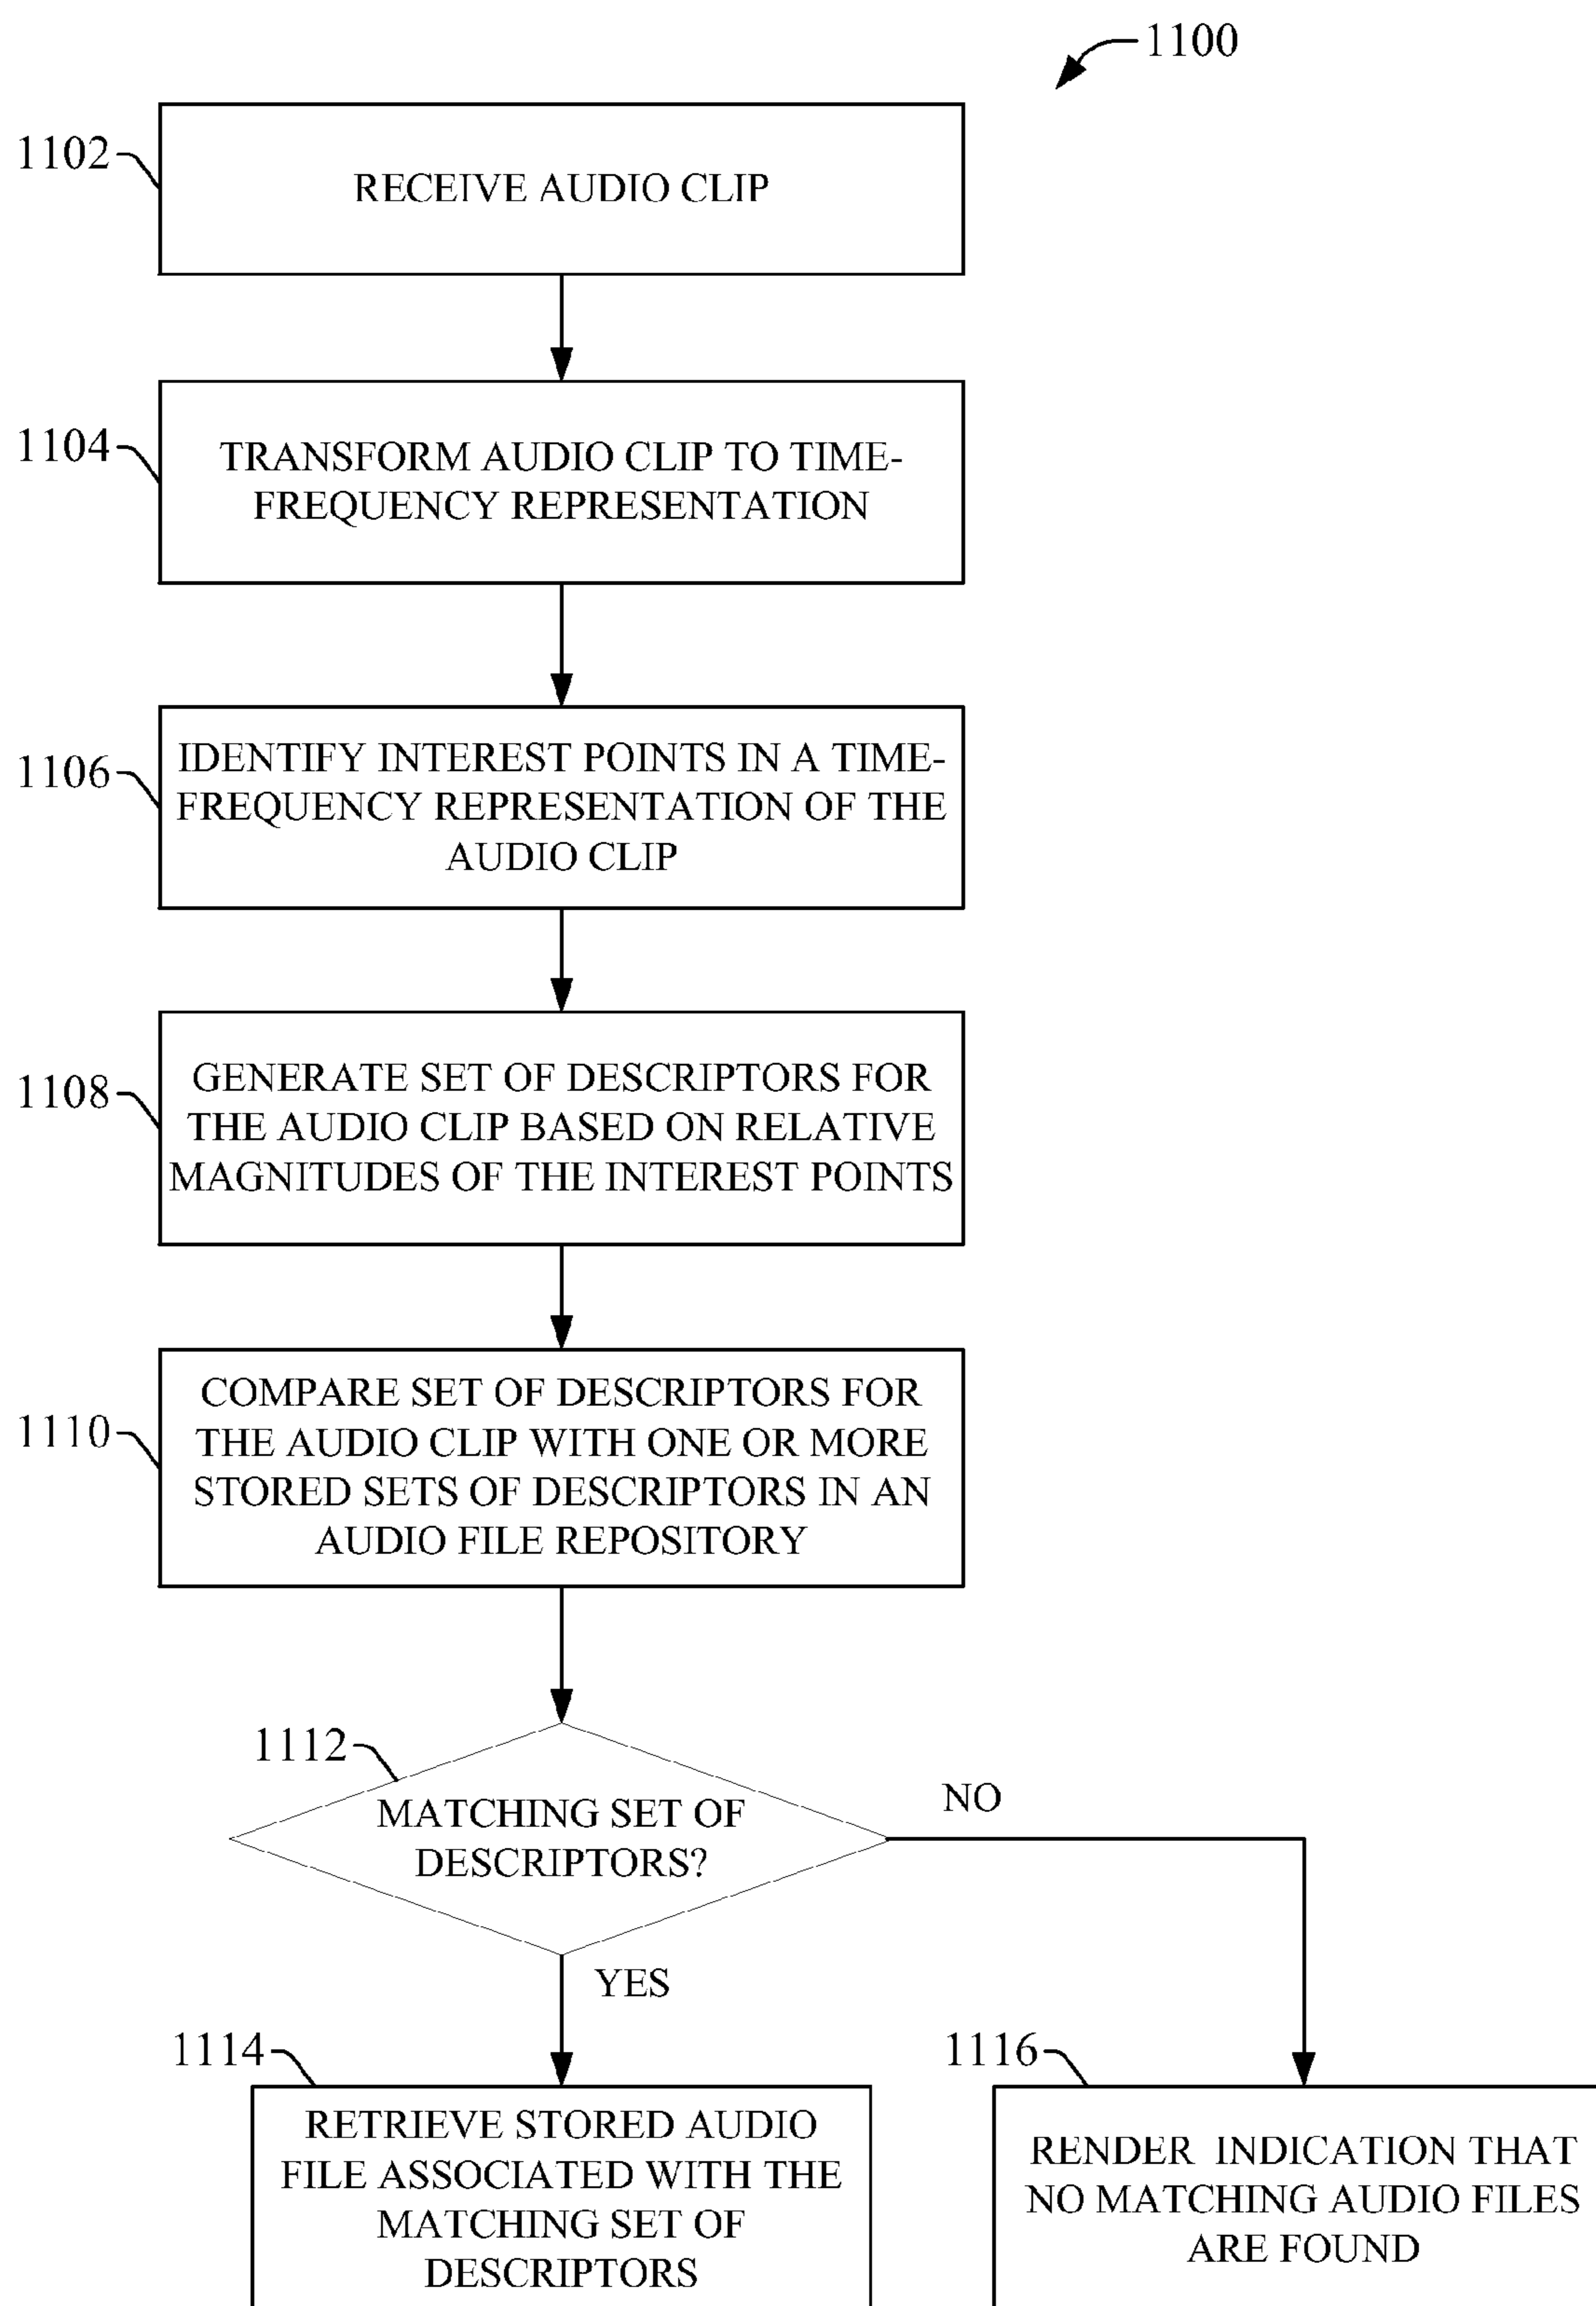 1100
1102
RECEIVE AUDIO CLIP
1104
TRANSFORM AUDIO CLIP TO TIME-
FREQUENCY REPRESENTATION
1106
IDENTIFY INTEREST POINTS IN A TIME-
FREQUENCY REPRESENTATION OF THE
AUDIO CLIP
1108
GENERATE SET OF DESCRIPTORS FOR
THE AUDIO CLIP BASED ON RELATIVE
MAGNITUDES OF THE INTEREST POINTS
1110
COMPARE SET OF DESCRIPTORS FOR
THE AUDIO CLIP WITH ONE OR MORE
STORED SETS OF DESCRIPTORS IN AN
AUDIO FILE REPOSITORY
1112
MATCHING SET OF
DESCRIPTORS?
NO
YES
1114
RETRIEVE STORED AUDIO
FILE ASSOCIATED WITH THE
MATCHING SET OF
DESCRIPTORS
1116
RENDER INDICATION THAT
NO MATCHING AUDIO FILES
ARE FOUND